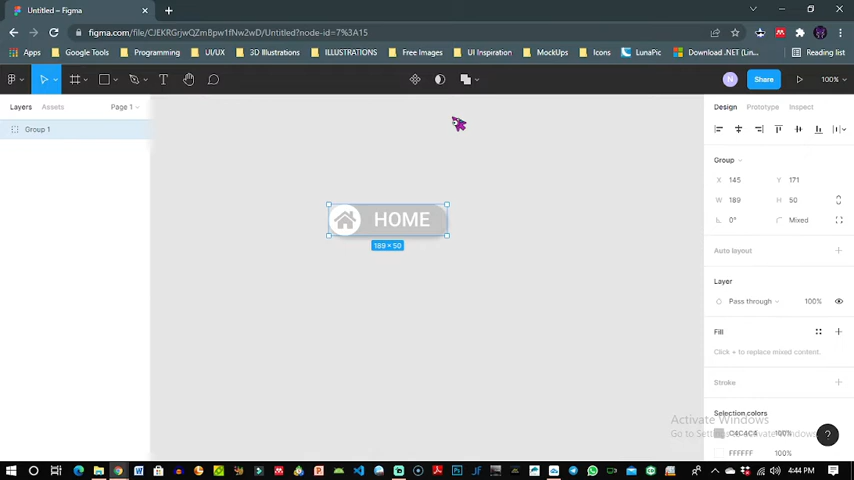 Untitled – Figma
figma.com/file/CJEKRGrjwQZmBpw1fNw2wD/Untitled?node-id=7%3A15
Apps Google Tools Programming UI/UX 3D Illustrations ILLUSTRATIONS Free Images UI Inspiration MockUps Icons LunaPic Download .NET (Lin... Reading list
N Share 100%
Layers Assets Page 1 Design Prototype Inspect
Group 1
Group
X 145 Y 171
W 189 H 50
0° Mixed
HOME
189 × 50
Auto layout
Layer
Pass through 100%
Fill
Click + to replace mixed content.
Stroke
Selection colors
Activate Windows
C4C4C4 100%
Go to Settings to activate Windows.
FFFFFF 100%
?
4:44 PM